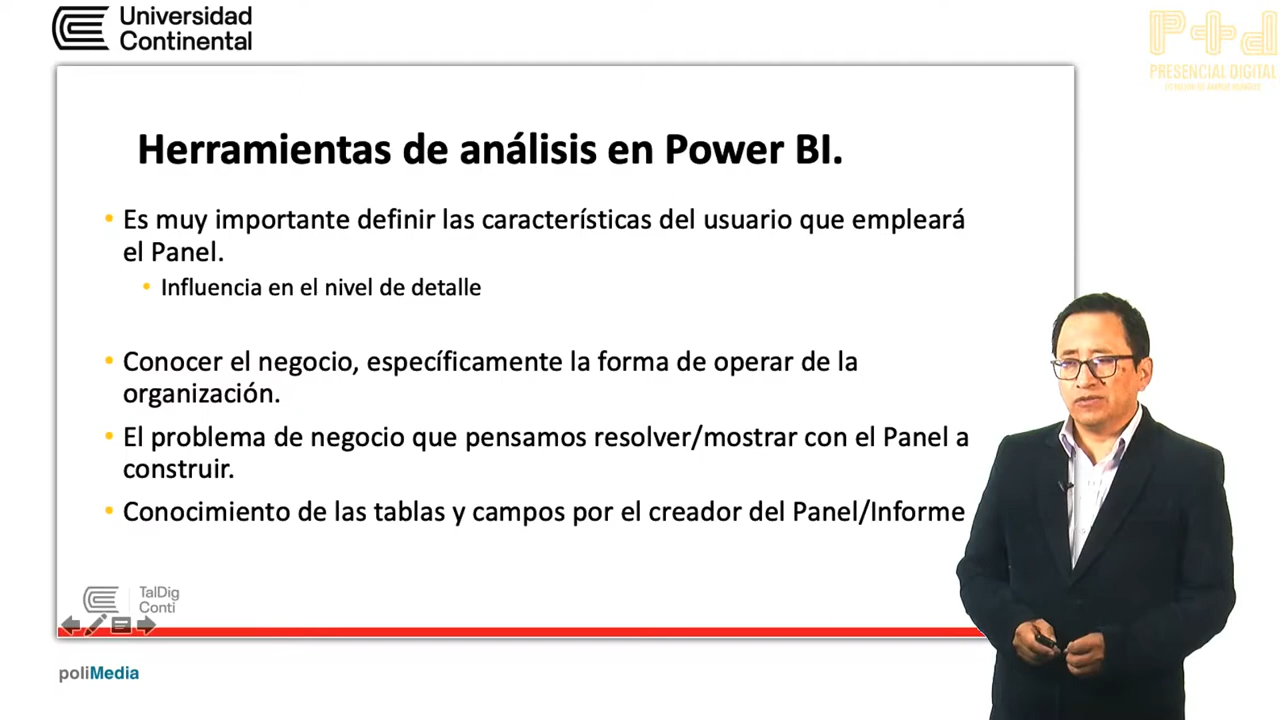 Universidad
Continental
PRESENCIAL DIGITAL
Herramientas de análisis en Power BI.
• Es muy importante definir las características del usuario que empleará
el Panel.
• Influencia en el nivel de detalle
• Conocer el negocio, específicamente la forma de operar de la
organización.
• El problema de negocio que pensamos resolver/mostrar con el Panel a
construir.
• Conocimiento de las tablas y campos por el creador del Panel/Informe
TalDig
Conti
poliMedia